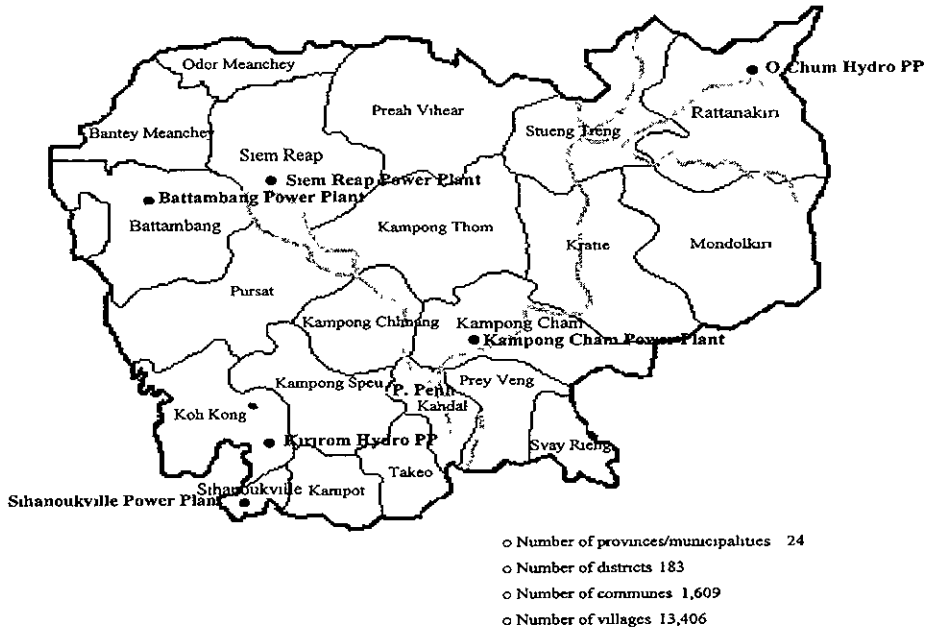 Odor Meanchey
O Chum Hydro PP
Preah Vihear
Rattanakiri
Bantey Meanchey
Stueng Treng
Siem Reap
Siem Reap Power Plant
Battambang Power Plant
Battambang
Kampong Thom
Kratie
Mondolkiri
Pursat
Kampong Chhnang
Kampong Cham
Kampong Cham Power Plant
Kampong Speu
Prey Veng
P. Penh
Kandal
Koh Kong
Kirirom Hydro PP
Svay Rieng
Takeo
Sihanoukville
Kampot
Sihanoukville Power Plant
o Number of provinces/municipalities 24
o Number of districts 183
o Number of communes 1,609
o Number of villages 13,406